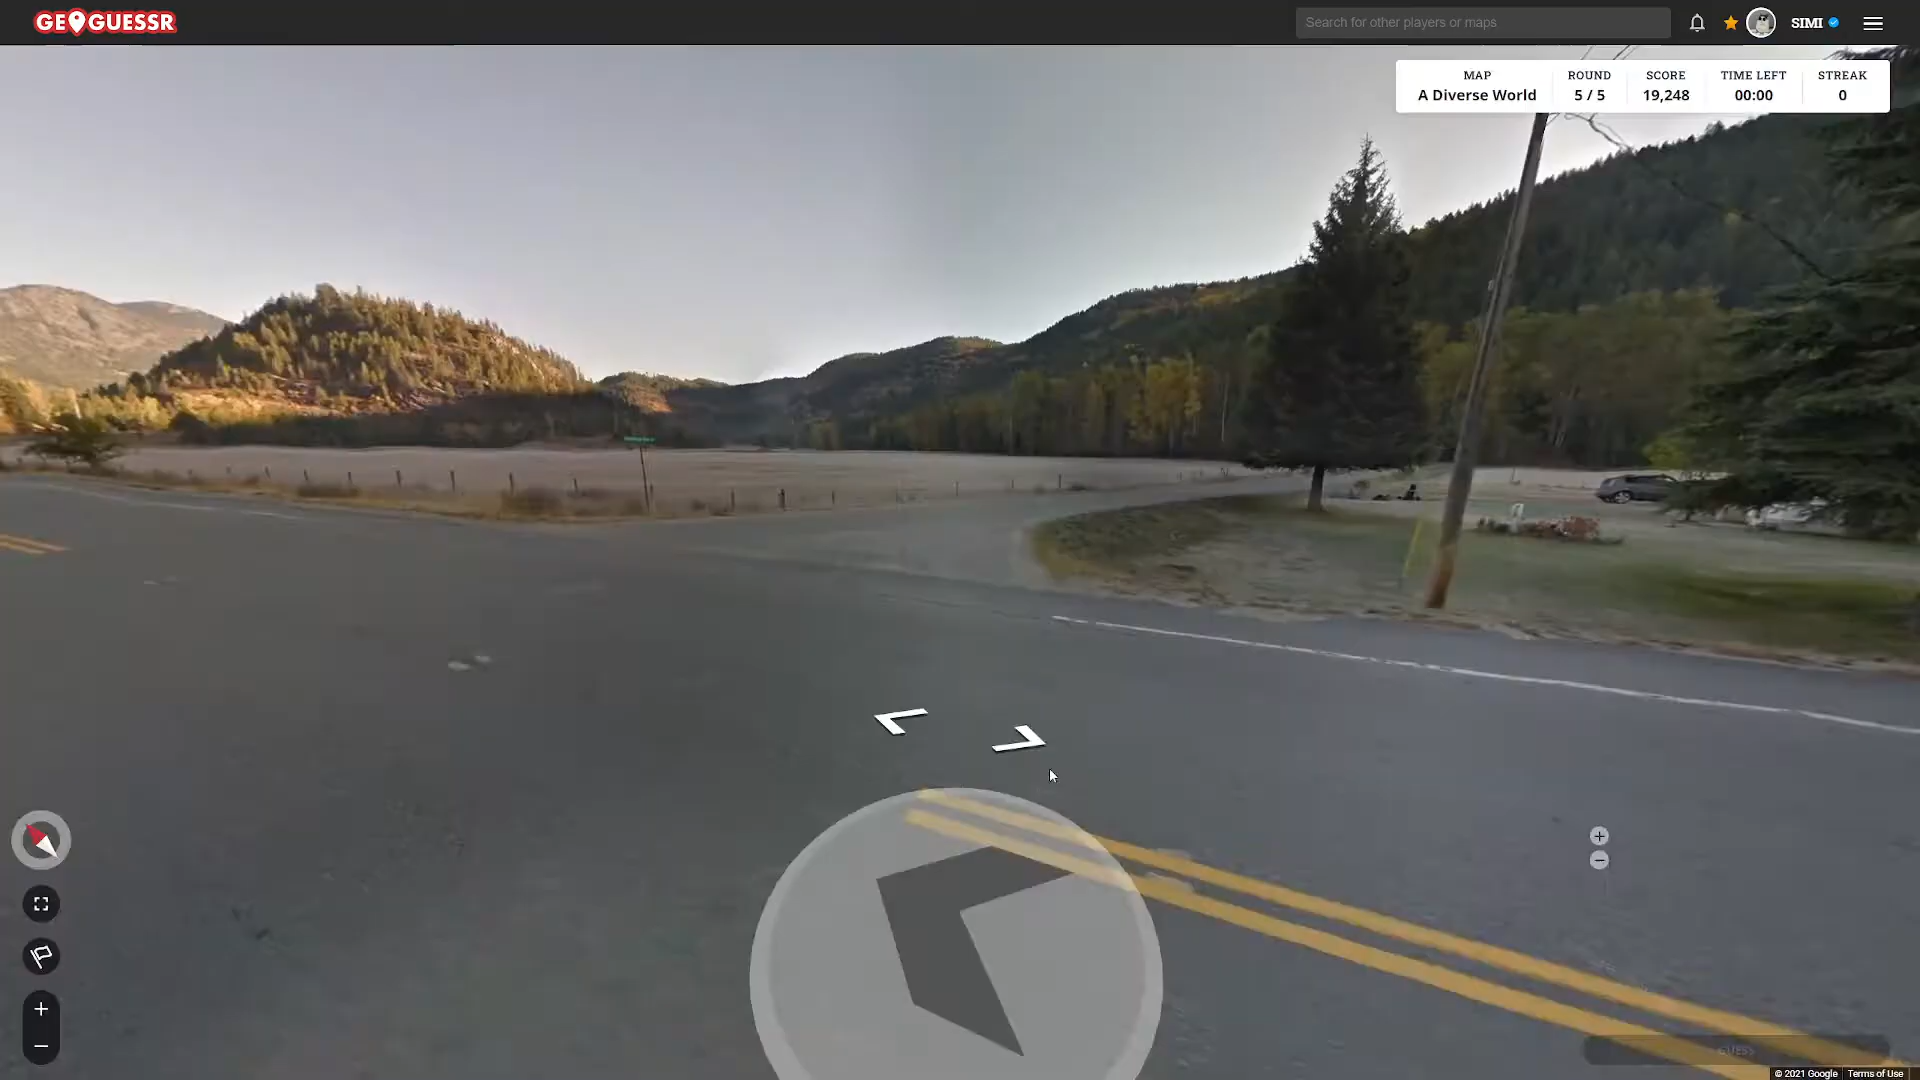 GEOGUESSR
Search for other players or maps
SIMI
MAP
A Diverse World
ROUND
5 / 5
SCORE
19,248
TIME LEFT
00:00
STREAK
0
GUESS
© 2021 Google
Terms of Use